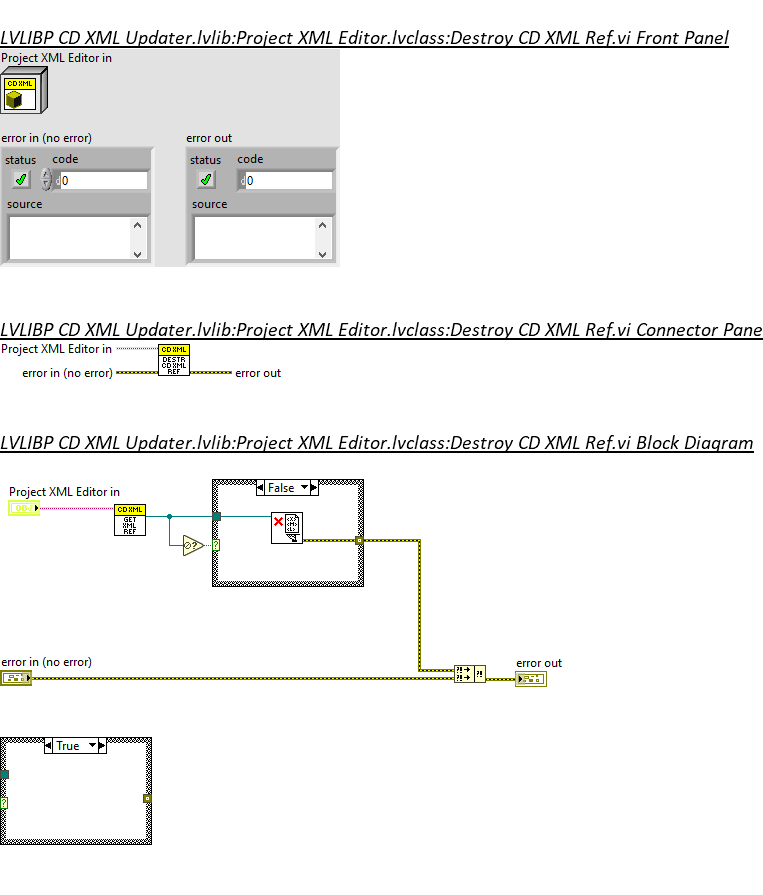 LVLIBP CD XML Updater.lvlib:Project XML Editor.lvclass:Destroy CD XML Ref.vi Front Panel
Project XML Editor in
CD XML
error in (no error)
error out
status code
status code
d 0
d 0
source
source
LVLIBP CD XML Updater.lvlib:Project XML Editor.lvclass:Destroy CD XML Ref.vi Connector Pane
Project XML Editor in
CD XML
DESTR
CD XML
REF
error in (no error)
error out
LVLIBP CD XML Updater.lvlib:Project XML Editor.lvclass:Destroy CD XML Ref.vi Block Diagram
False
Project XML Editor in
OBJ
CD XML
GET
XML
REF
?
?
error in (no error)
error out
?!
?!
?!
True
?